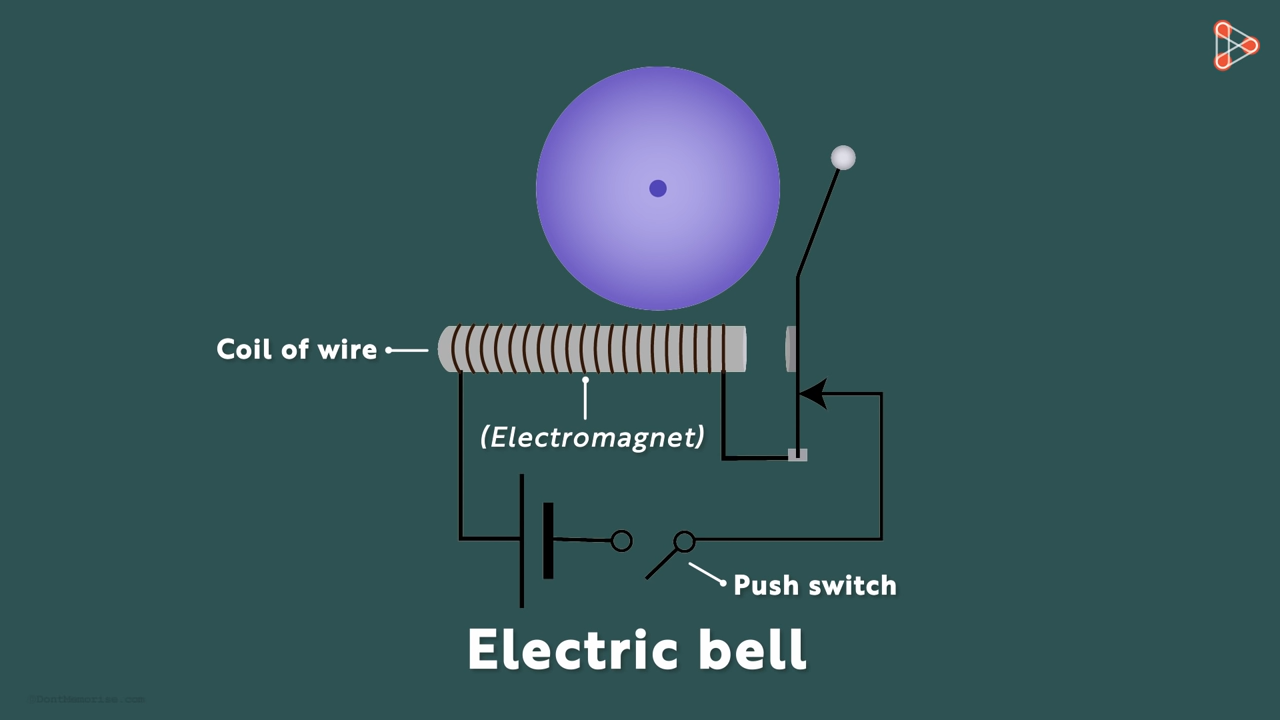 Coil of wire
(Electromagnet)
Push switch
Electric bell